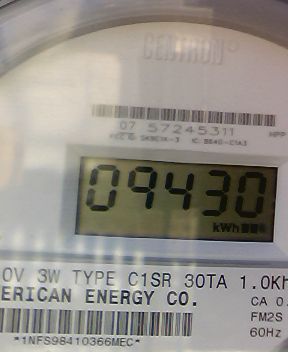 CENTRON®
07 57245311
HPP
09430
kWh
0V 3W TYPE C1SR 30TA 1.0Kh
ERICAN ENERGY CO.
CA 0.
FM2S
60Hz
*1NFS98410366MEC*